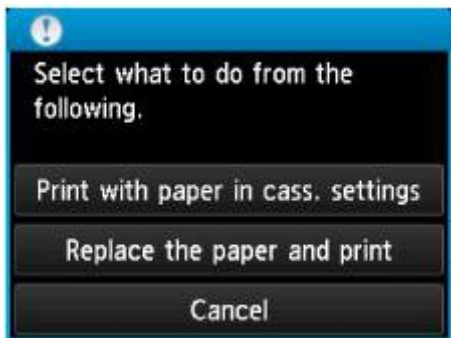 Select what to do from the
following.
Print with paper in cass. settings
Replace the paper and print
Cancel